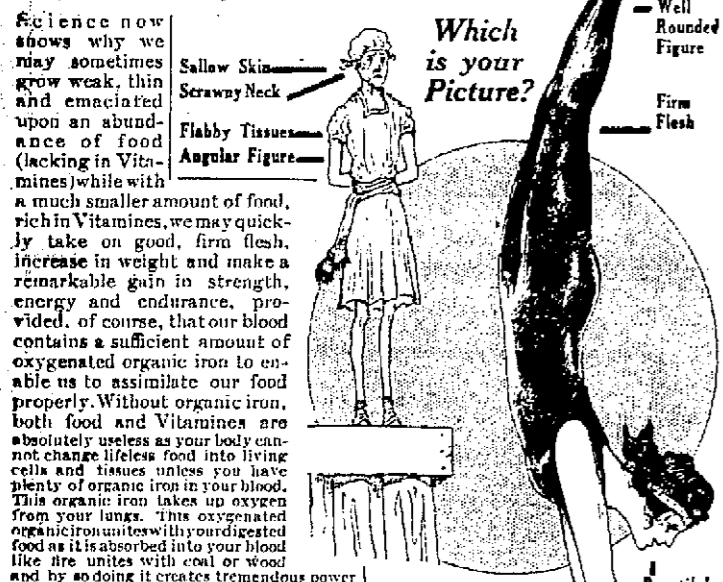 Science now
shows why we
may sometimes
grow weak, thin
and emaciated
upon an abund-
ance of food
(lacking in Vita-
mines) while with
a much smaller amount of food,
rich in Vitamines, we may quick-
ly take on good, firm flesh,
increase in weight and make a
remarkable gain in strength,
energy and endurance, pro-
vided, of course, that our blood
contains a sufficient amount of
oxygenated organic iron to en-
able us to assimilate our food
properly. Without organic iron,
both food and Vitamines are
absolutely useless as your body can-
not change lifeless food into living
cells and tissues unless you have
plenty of organic iron in your blood.
This organic iron takes up oxygen
from your lungs. This oxygenated
organic iron unites with your digested
food as it is absorbed into your blood
like fire unites with coal or wood
and by so doing it creates tremendous power
Sallow Skin
Scrawny Neck
Flabby Tissues
Angular Figure
Which
is your
Picture?
Well
Rounded
Figure
Firm
Flesh